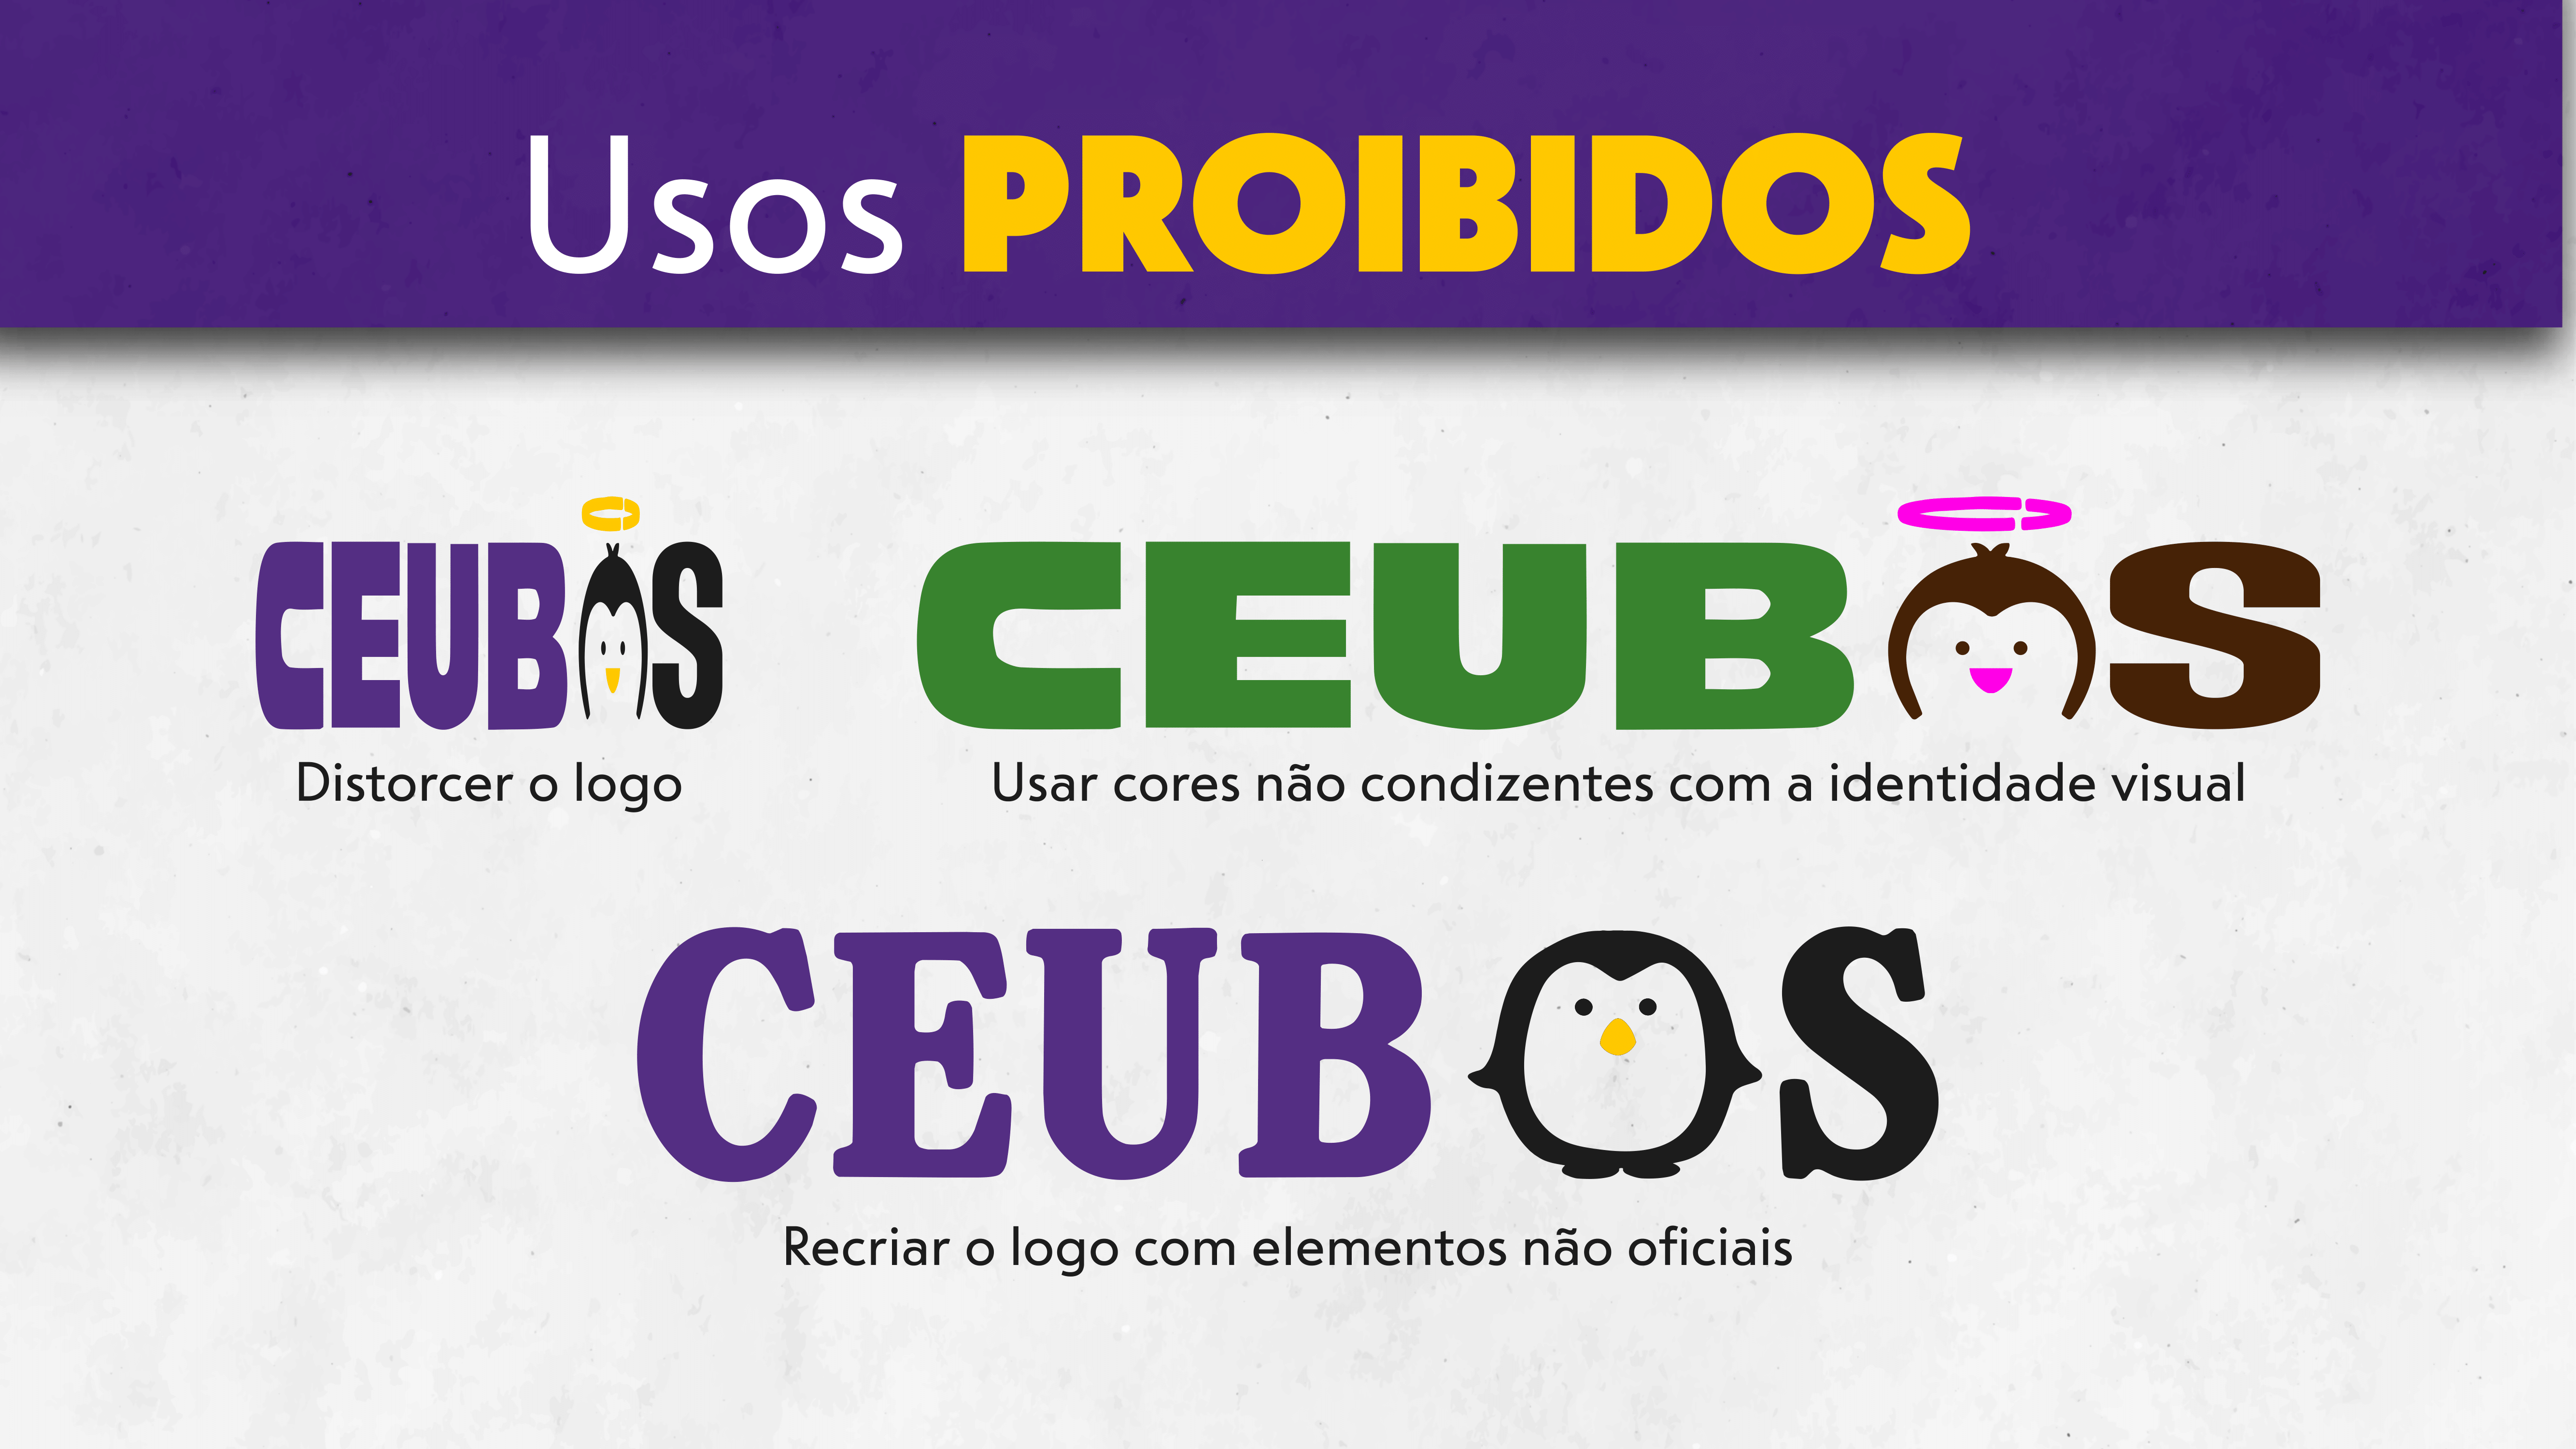 Usos PROIBIDOS
CEUBOS
Distorcer o logo
CEUBOS
Usar cores não condizentes com a identidade visual
CEUBOS
Recriar o logo com elementos não oficiais